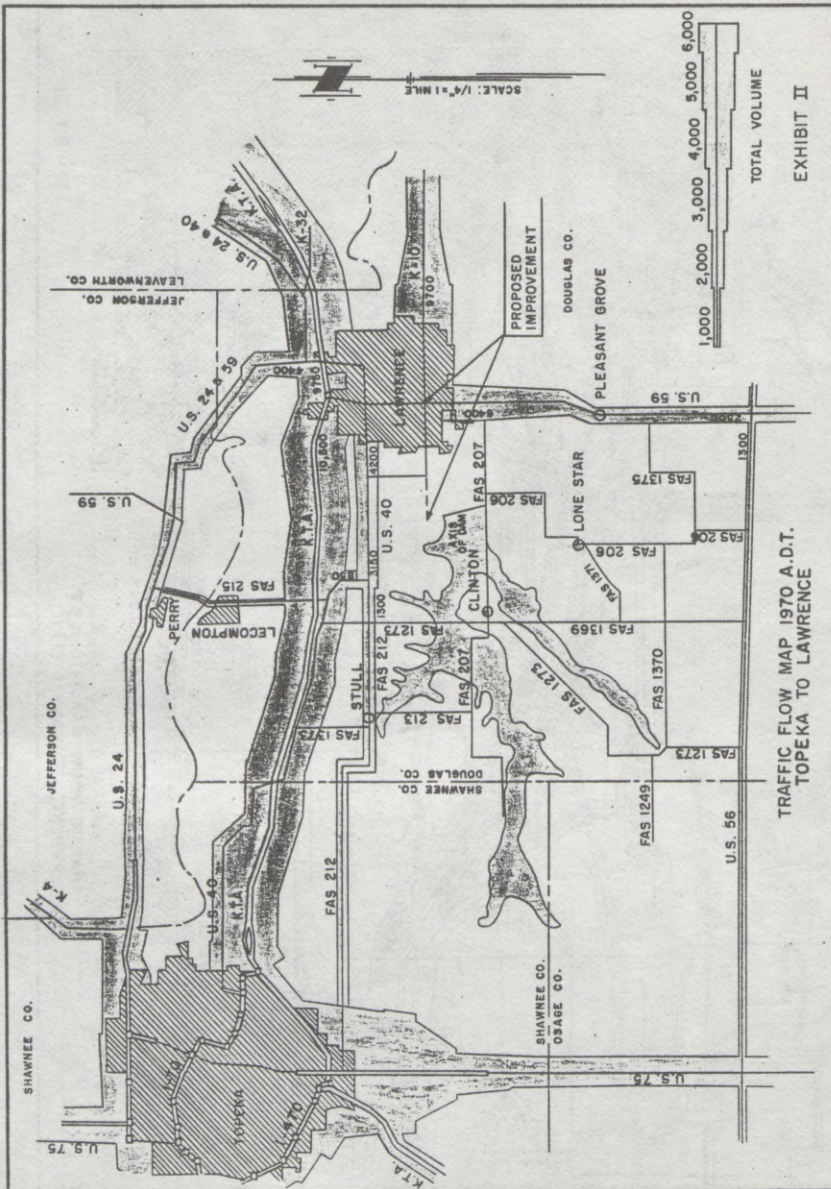 SHAWNEE CO.
JEFFERSON CO.
JEFFERSON CO.
LEAVENWORTH CO.
U.S. 75
K-4
U.S. 24
U.S. 59
U.S. 24 & 59
U.S. 24 & 40
K.T.A.
K-32
SCALE: 1/4" = 1 MILE
TOPEKA
I-70
I-470
K.T.A.
U.S. 40
K.T.A.
PERRY
LECOMPTON
FAS 215
K.T.A.
10,800
9750
4400
850
FAS 212
FAS 1373
STULL
FAS 212
1300
3150
4200
U.S. 40
LAWRENCE
K-10
9700
PROPOSED
IMPROVEMENT
DOUGLAS CO.
SHAWNEE CO.
DOUGLAS CO.
FAS 1273
FAS 213
FAS 207
CLINTON
AXIS
OF DAM
FAS 207
6400
FAS 206
LONE STAR
FAS 206
FAS 1371
FAS 1369
FAS 1273
FAS 1370
FAS 1375
FAS 206
PLEASANT GROVE
U.S. 59
1300
SHAWNEE CO.
OSAGE CO.
FAS 1249
FAS 1273
U.S. 75
U.S. 56
TRAFFIC FLOW MAP 1970 A.D.T.
TOPEKA TO LAWRENCE
1,000
2,000
3,000
4,000
5,000
6,000
TOTAL VOLUME
EXHIBIT II